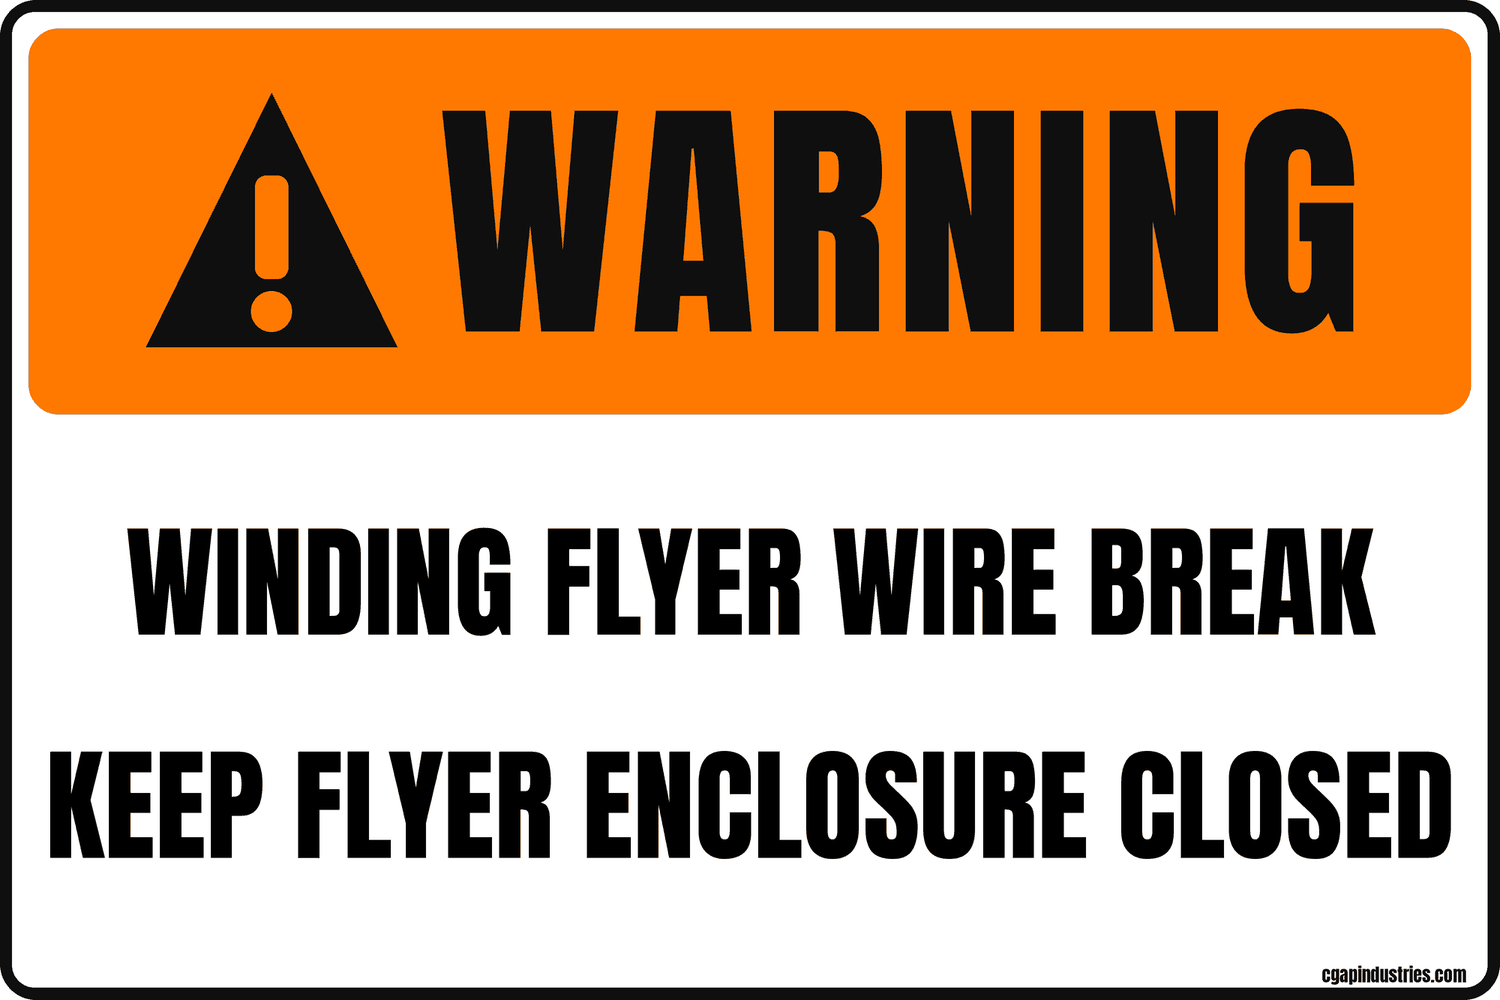 WARNING
WINDING FLYER WIRE BREAK
KEEP FLYER ENCLOSURE CLOSED
cgapindustries.com